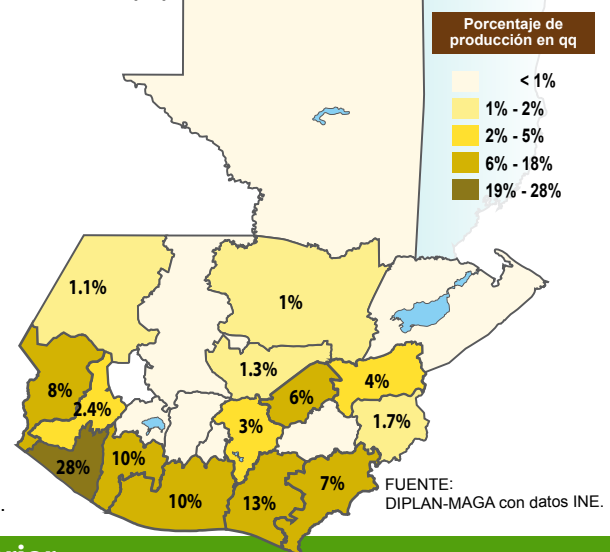 Porcentaje de
producción en qq
< 1%
1% - 2%
2% - 5%
6% - 18%
19% - 28%
1.1%
1%
1.3%
8%
2.4%
6%
4%
3%
1.7%
28%
10%
10%
13%
7%
FUENTE:
DIPLAN-MAGA con datos INE.